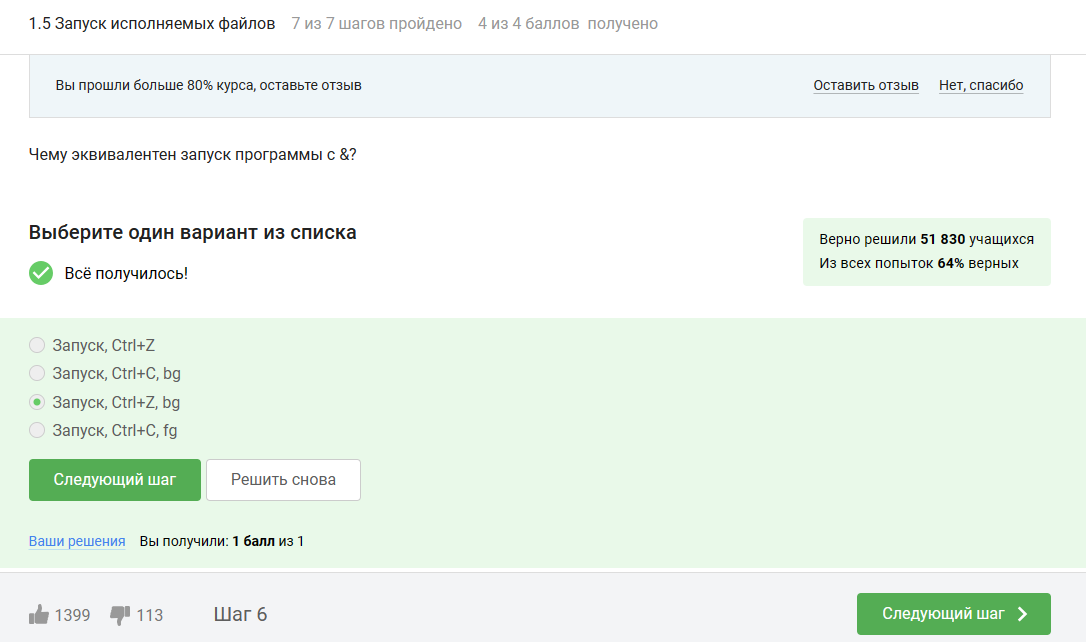 1.5 Запуск исполняемых файлов 7 из 7 шагов пройдено 4 из 4 баллов получено
Вы прошли больше 80% курса, оставьте отзыв Оставить отзыв Нет, спасибо
Чему эквивалентен запуск программы с &?
Выберите один вариант из списка
Всё получилось!
Верно решили 51 830 учащихся
Из всех попыток 64% верных
Запуск, Ctrl+Z
Запуск, Ctrl+C, bg
Запуск, Ctrl+Z, bg
Запуск, Ctrl+C, fg
Следующий шаг Решить снова
Ваши решения Вы получили: 1 балл из 1
1399 113 Шаг 6 Следующий шаг